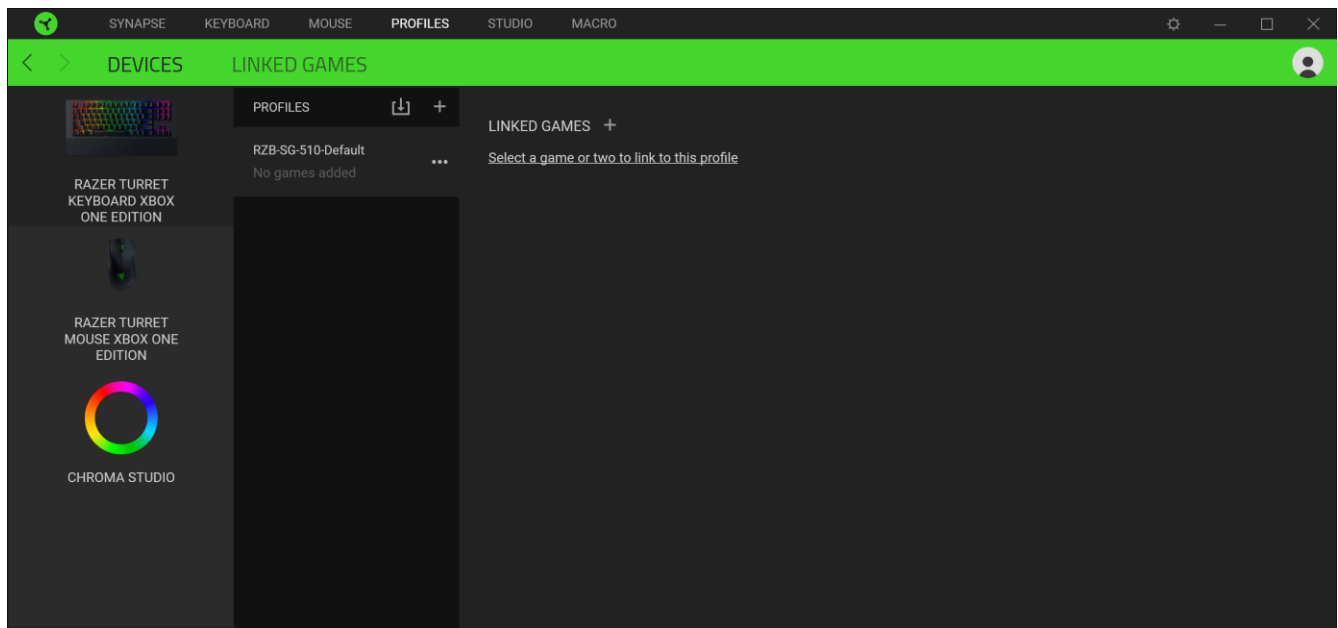 SYNAPSE KEYBOARD MOUSE PROFILES STUDIO MACRO
DEVICES LINKED GAMES
RAZER TURRET
KEYBOARD XBOX
ONE EDITION
RAZER TURRET
MOUSE XBOX ONE
EDITION
CHROMA STUDIO
PROFILES
RZB-SG-510-Default
No games added
LINKED GAMES
Select a game or two to link to this profile